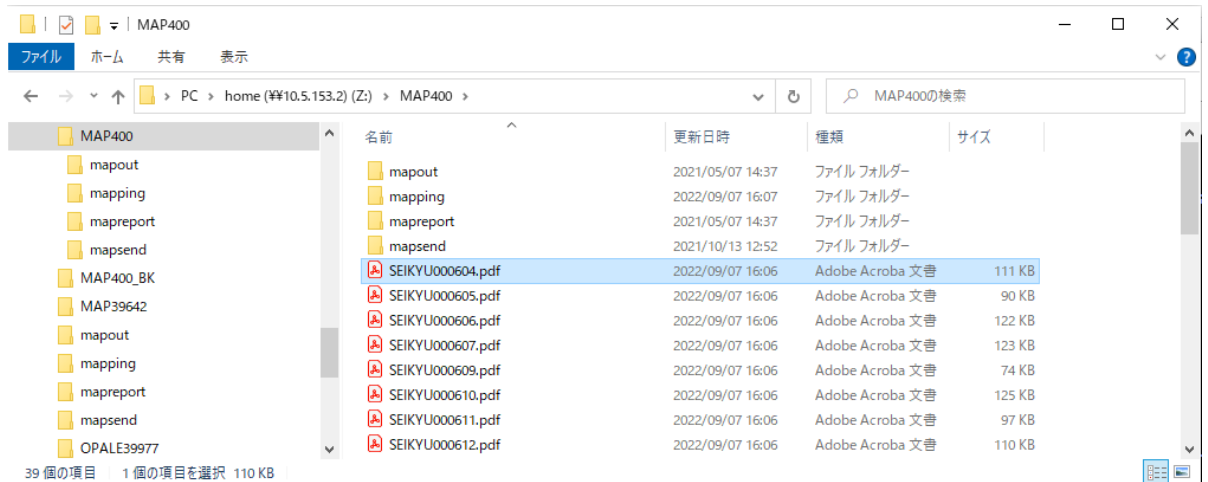 MAP400
ファイル ホーム 共有 表示
PC › home (¥¥10.5.153.2) (Z:) › MAP400 ›
MAP400の検索
MAP400
mapout
mapping
mapreport
mapsend
MAP400_BK
MAP39642
mapout
mapping
mapreport
mapsend
OPALE39977
名前 更新日時 種類 サイズ
mapout 2021/05/07 14:37 ファイル フォルダー
mapping 2022/09/07 16:07 ファイル フォルダー
mapreport 2021/05/07 14:37 ファイル フォルダー
mapsend 2021/10/13 12:52 ファイル フォルダー
SEIKYU000604.pdf 2022/09/07 16:06 Adobe Acroba 文書 111 KB
SEIKYU000605.pdf 2022/09/07 16:06 Adobe Acroba 文書 90 KB
SEIKYU000606.pdf 2022/09/07 16:06 Adobe Acroba 文書 122 KB
SEIKYU000607.pdf 2022/09/07 16:06 Adobe Acroba 文書 123 KB
SEIKYU000609.pdf 2022/09/07 16:06 Adobe Acroba 文書 74 KB
SEIKYU000610.pdf 2022/09/07 16:06 Adobe Acroba 文書 125 KB
SEIKYU000611.pdf 2022/09/07 16:06 Adobe Acroba 文書 97 KB
SEIKYU000612.pdf 2022/09/07 16:06 Adobe Acroba 文書 110 KB
39 個の項目 1 個の項目を選択 110 KB